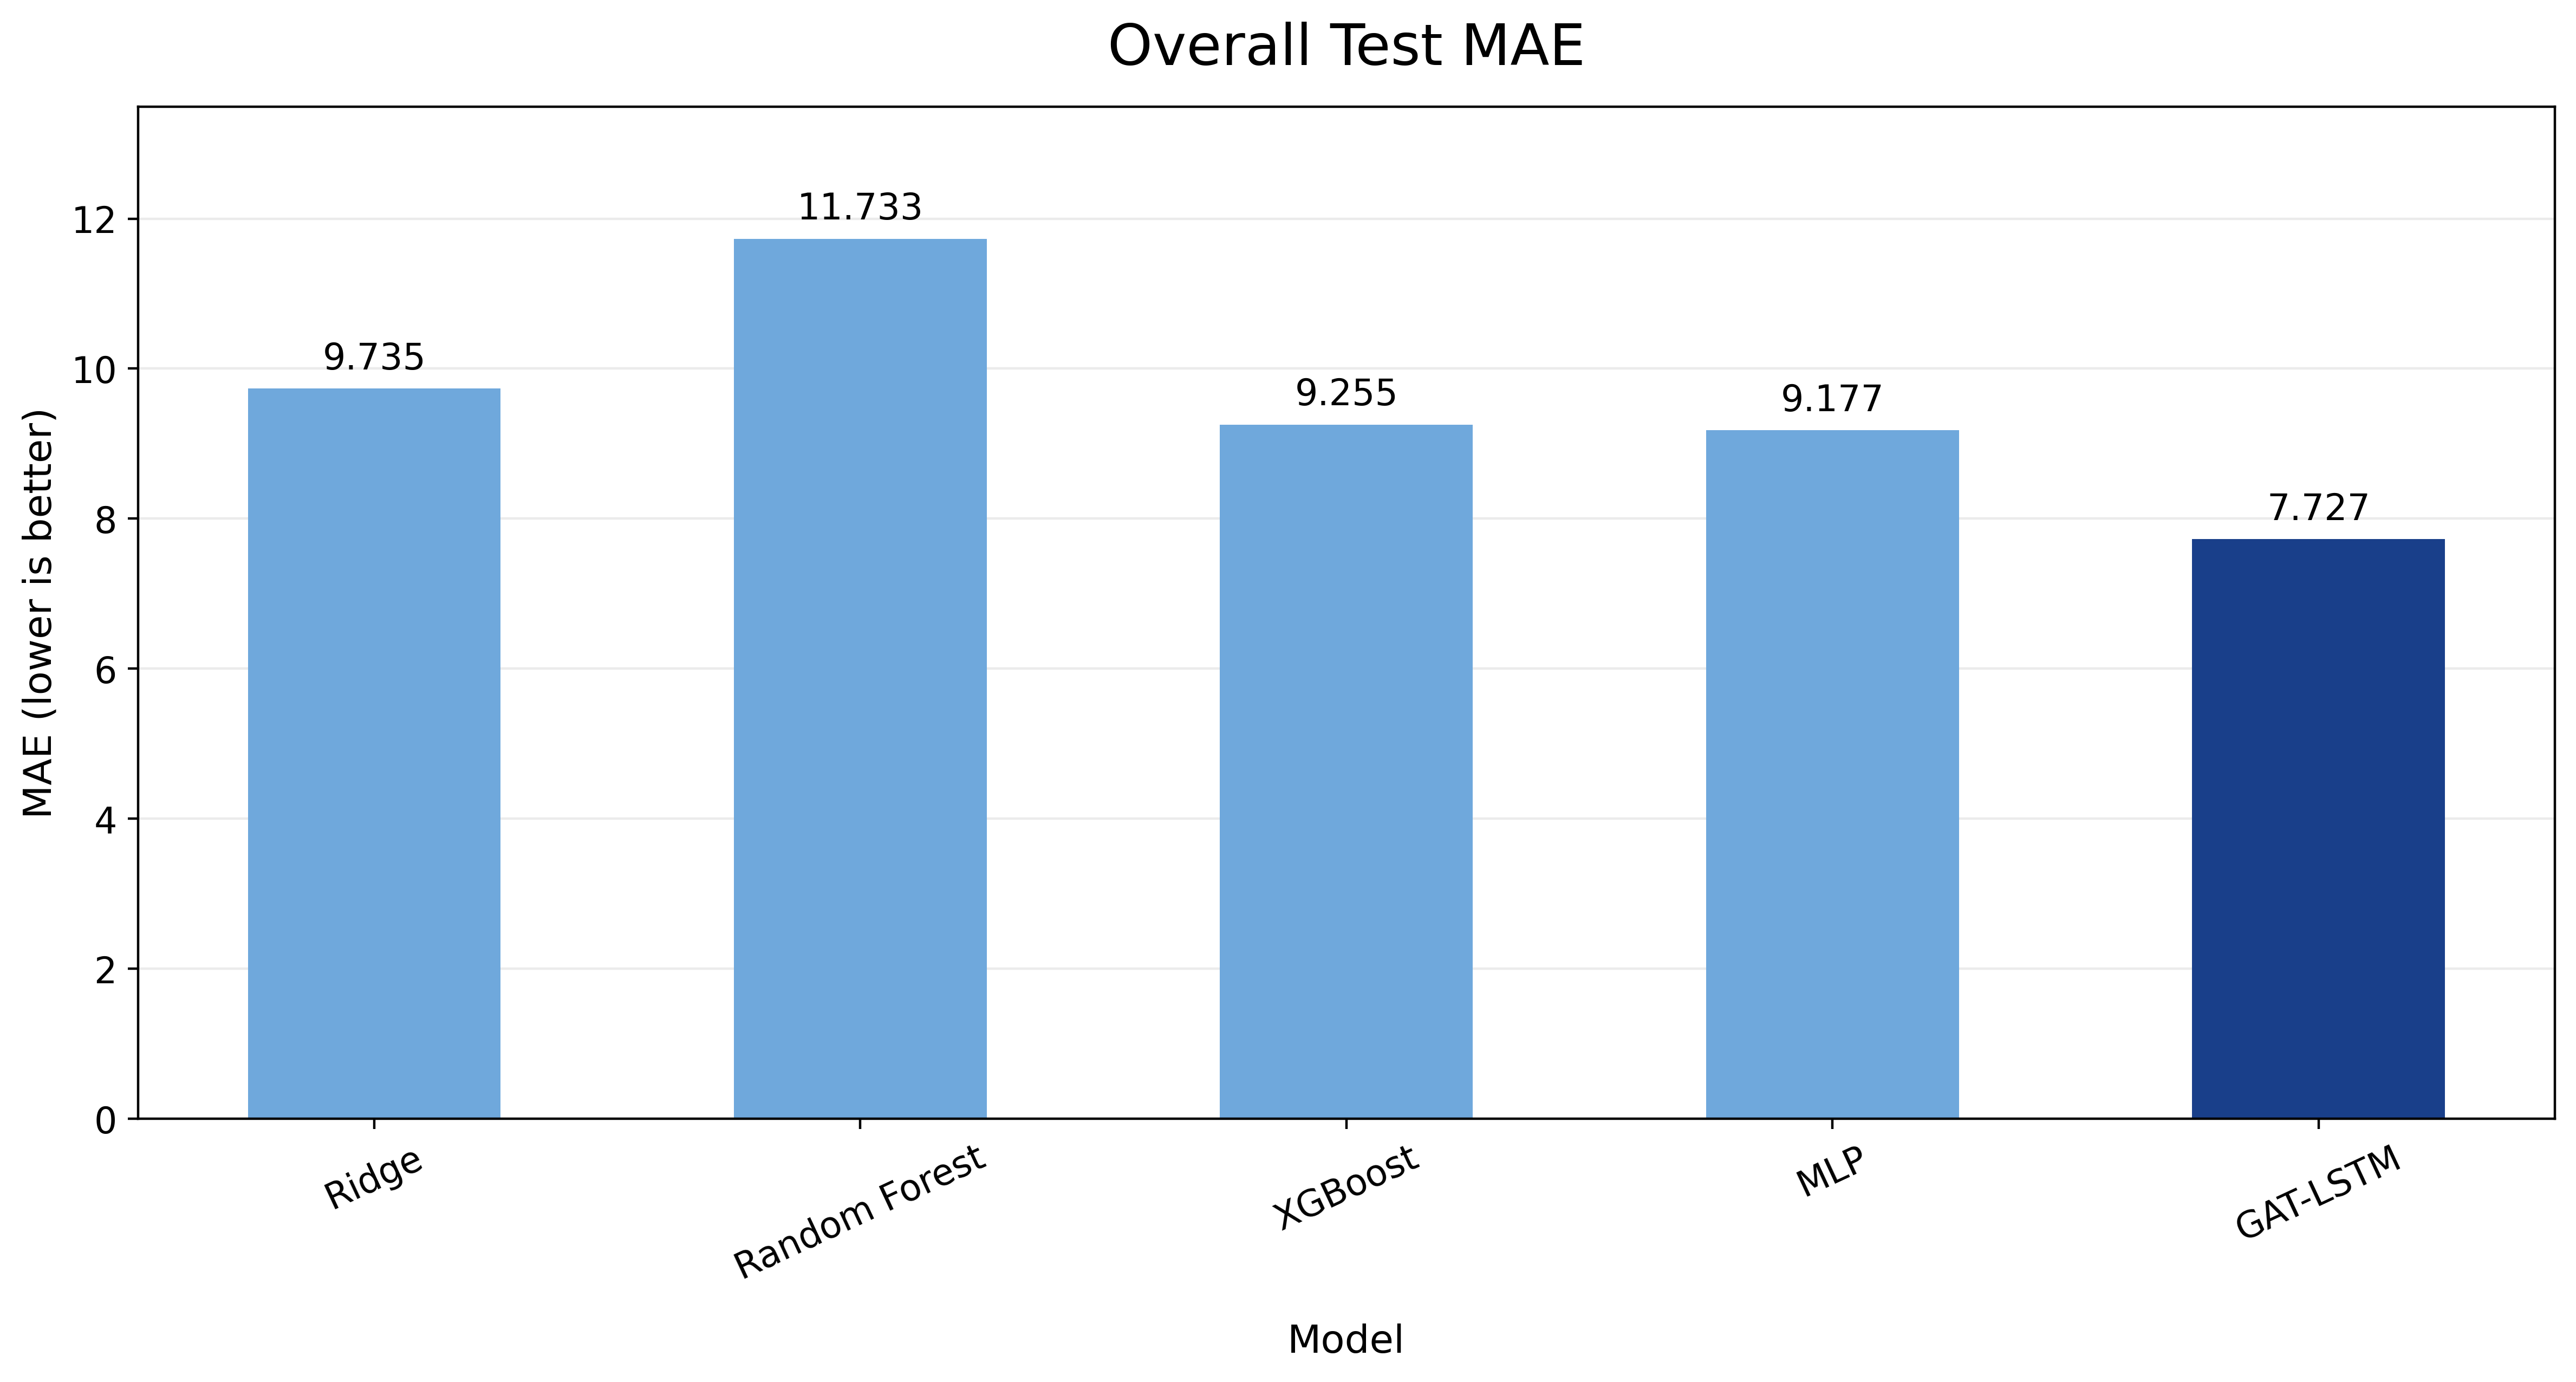 Overall Test MAE
MAE (lower is better)
12
10
8
6
4
2
0
9.735
11.733
9.255
9.177
7.727
Ridge
Random Forest
XGBoost
MLP
GAT-LSTM
Model